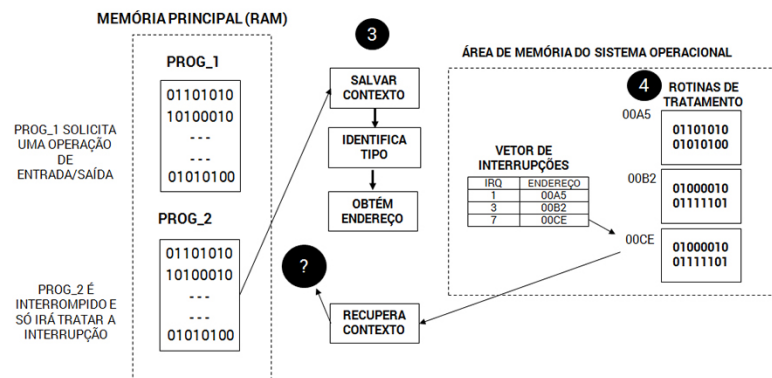 MEMÓRIA PRINCIPAL (RAM)
PROG_1
01101010
10100010
---
---
01010100
PROG_1 SOLICITA
UMA OPERAÇÃO
DE
ENTRADA/SAÍDA
PROG_2
01101010
10100010
---
---
01010100
PROG_2 É
INTERROMPIDO E
SÓ IRÁ TRATAR A
INTERRUPÇÃO
3
SALVAR
CONTEXTO
IDENTIFICA
TIPO
OBTÉM
ENDEREÇO
?
RECUPERA
CONTEXTO
ÁREA DE MEMÓRIA DO SISTEMA OPERACIONAL
4
ROTINAS DE
TRATAMENTO
VETOR DE
INTERRUPÇÕES
IRQ ENDEREÇO
1 00A5
3 00B2
7 00CE
00A5
01101010
01010100
00B2
01000010
01111101
00CE
01000010
01111101